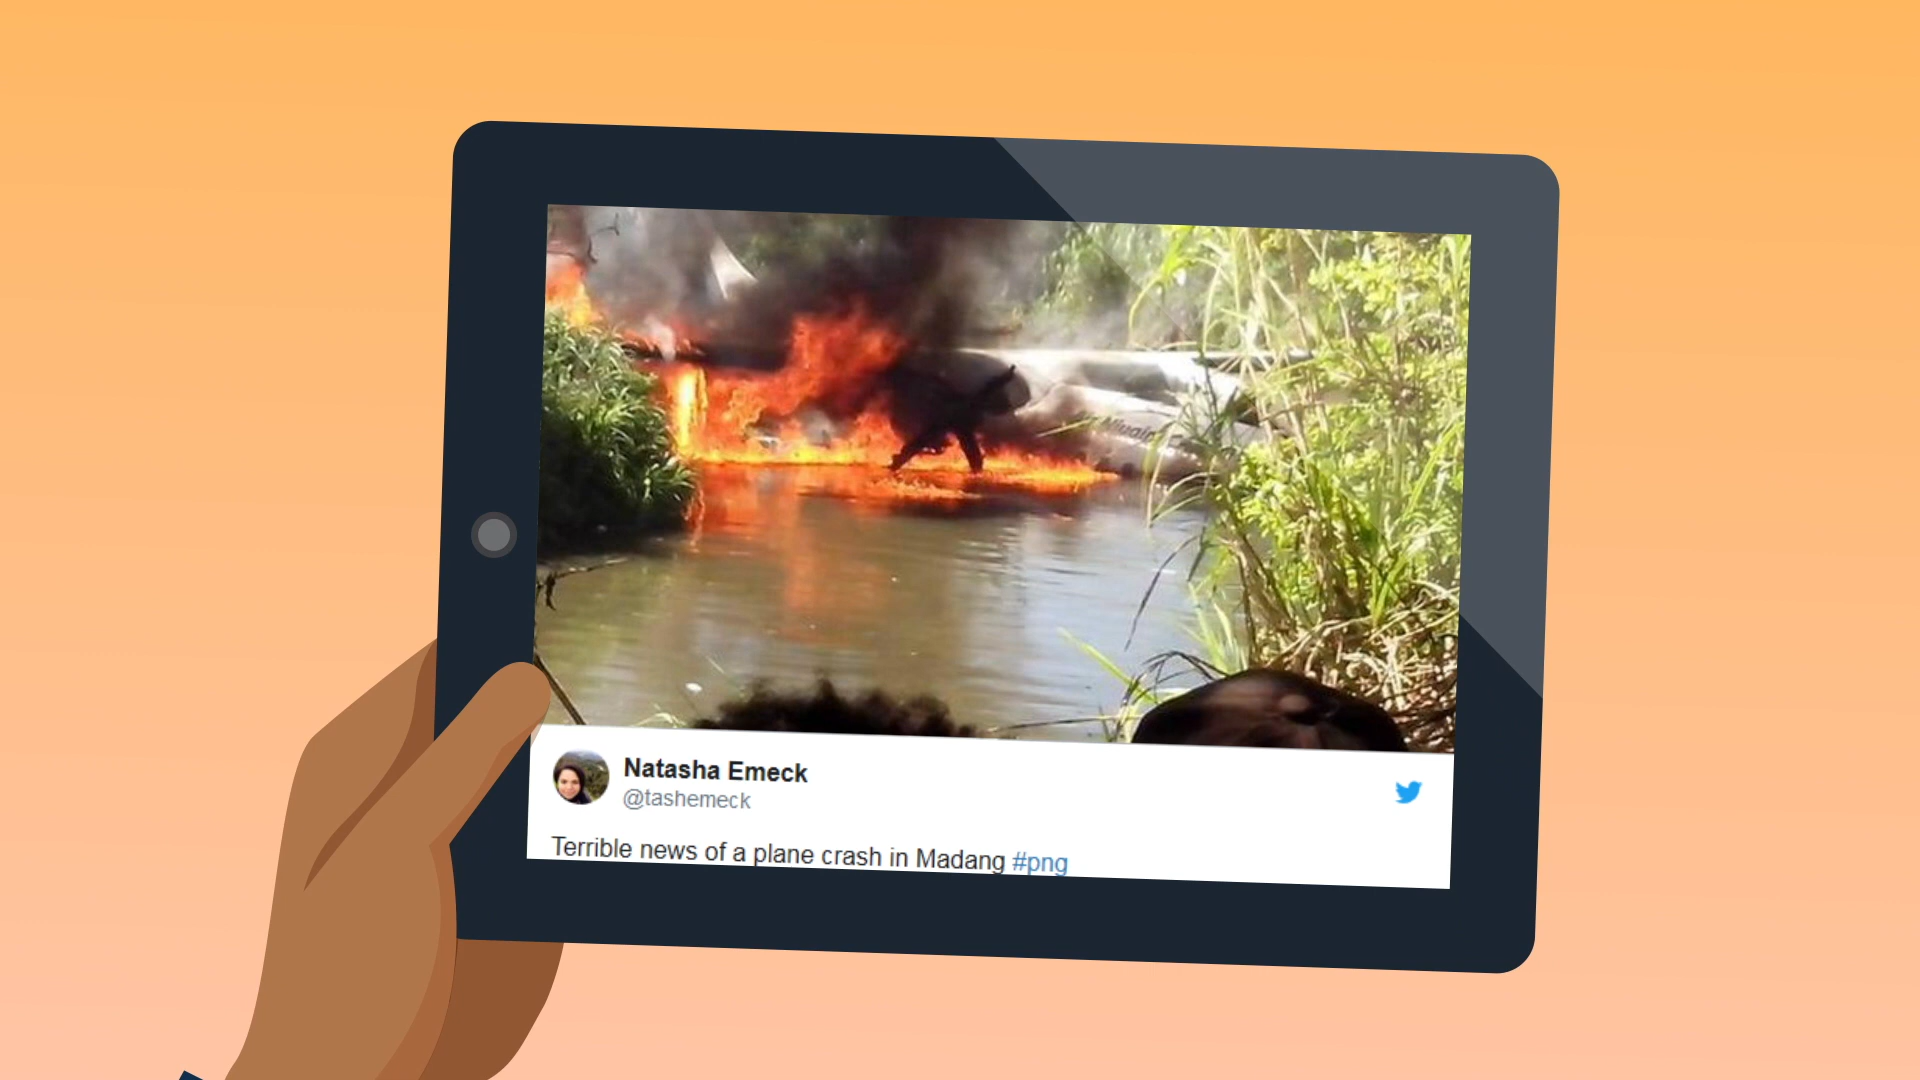 Natasha Emeck
@tashemeck
Terrible news of a plane crash in Madang #png